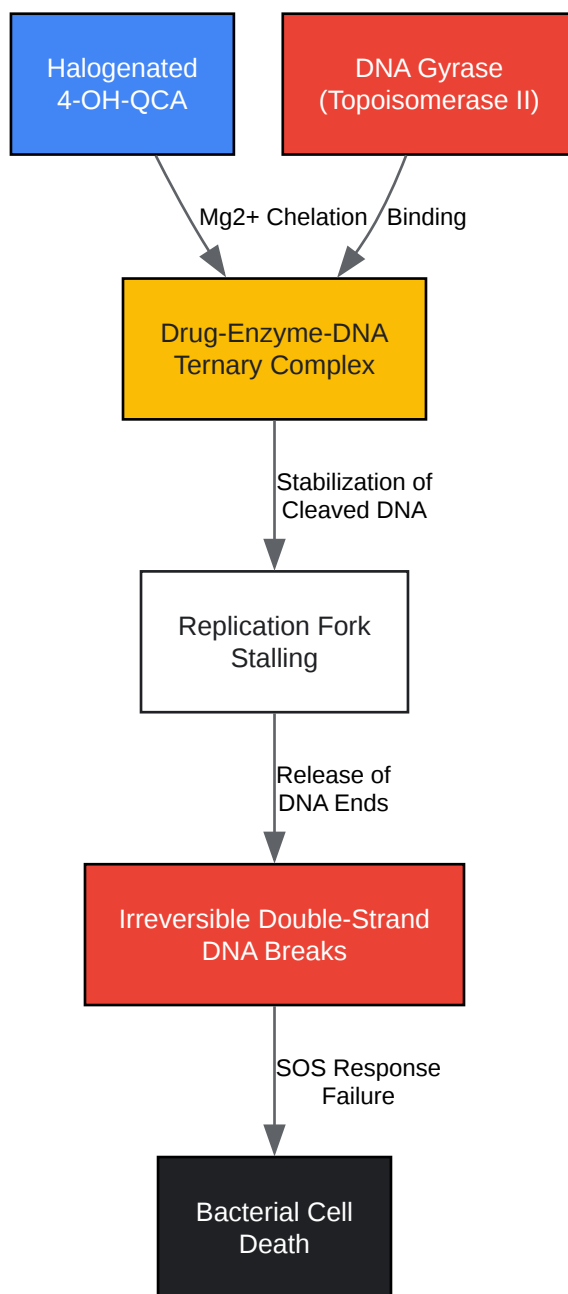 Halogenated
4-OH-QCA
DNA Gyrase
(Topoisomerase II)
Mg2+ Chelation
Binding
Drug-Enzyme-DNA
Ternary Complex
Stabilization of
Cleaved DNA
Replication Fork
Stalling
Release of
DNA Ends
Irreversible Double-Strand
DNA Breaks
SOS Response
Failure
Bacterial Cell
Death